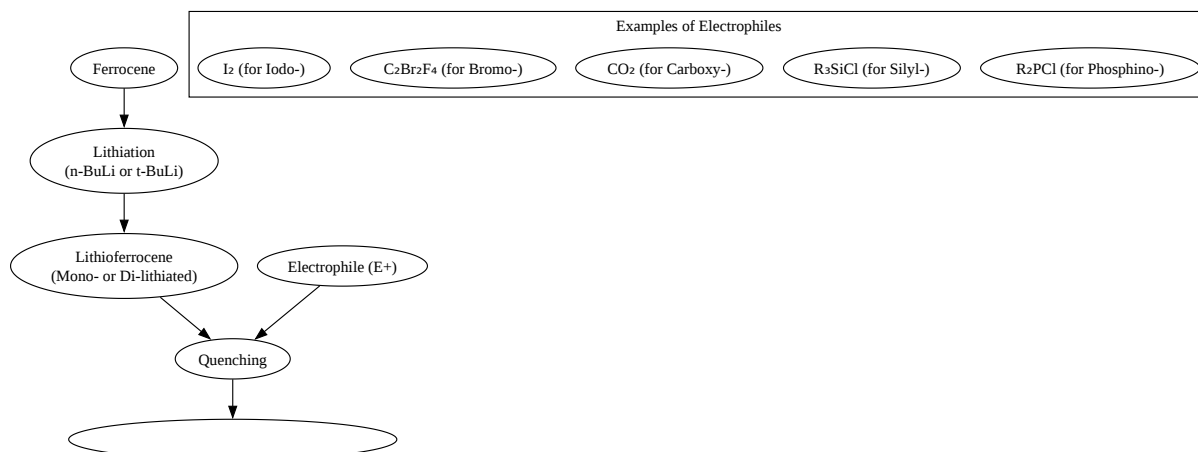 Examples of Electrophiles
Ferrocene
I₂ (for Iodo-)
C₂Br₂F₄ (for Bromo-)
CO₂ (for Carboxy-)
R₃SiCl (for Silyl-)
R₂PCl (for Phosphino-)
Lithiation
(n-BuLi or t-BuLi)
Lithioferrocene
(Mono- or Di-lithiated)
Electrophile (E+)
Quenching